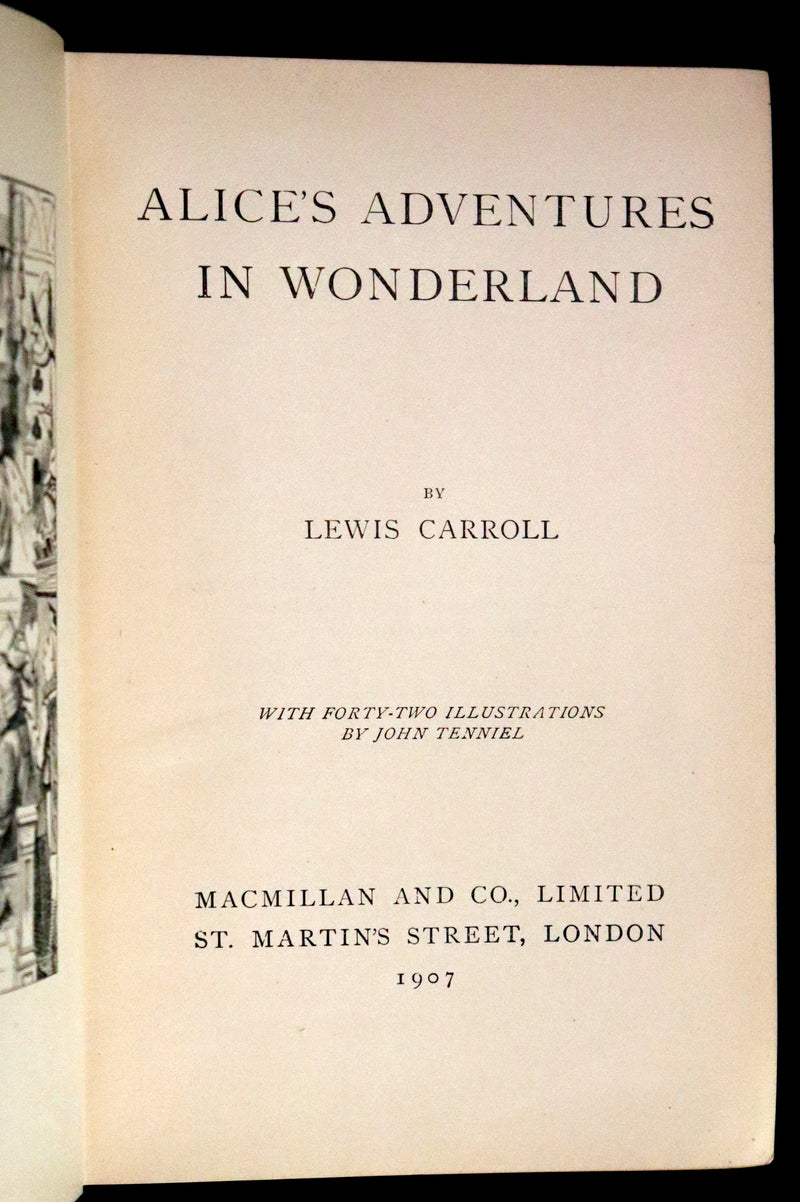 ALICE'S ADVENTURES
IN WONDERLAND
BY
LEWIS CARROLL
WITH FORTY-TWO ILLUSTRATIONS
BY JOHN TENNIEL
MACMILLAN AND CO., LIMITED
ST. MARTIN'S STREET, LONDON
1907